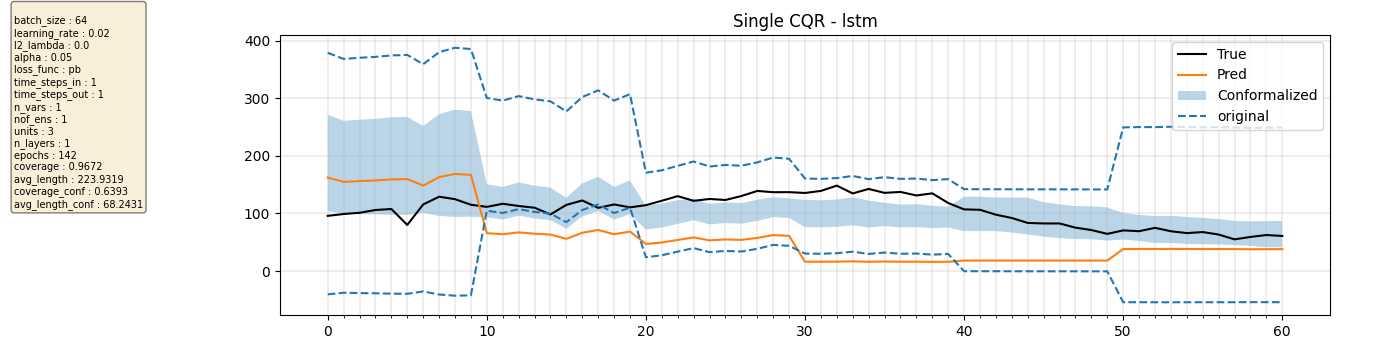 batch_size : 64
learning_rate : 0.02
l2_lambda : 0.0
alpha : 0.05
loss_func : pb
time_steps_in : 1
time_steps_out : 1
n_vars : 1
nof_ens : 1
units : 3
n_layers : 1
epochs : 142
coverage : 0.9672
avg_length : 223.9319
coverage_conf : 0.6393
avg_length_conf : 68.2431
Single CQR - lstm
400
300
200
100
0
True
Pred
Conformalized
original
0 10 20 30 40 50 60